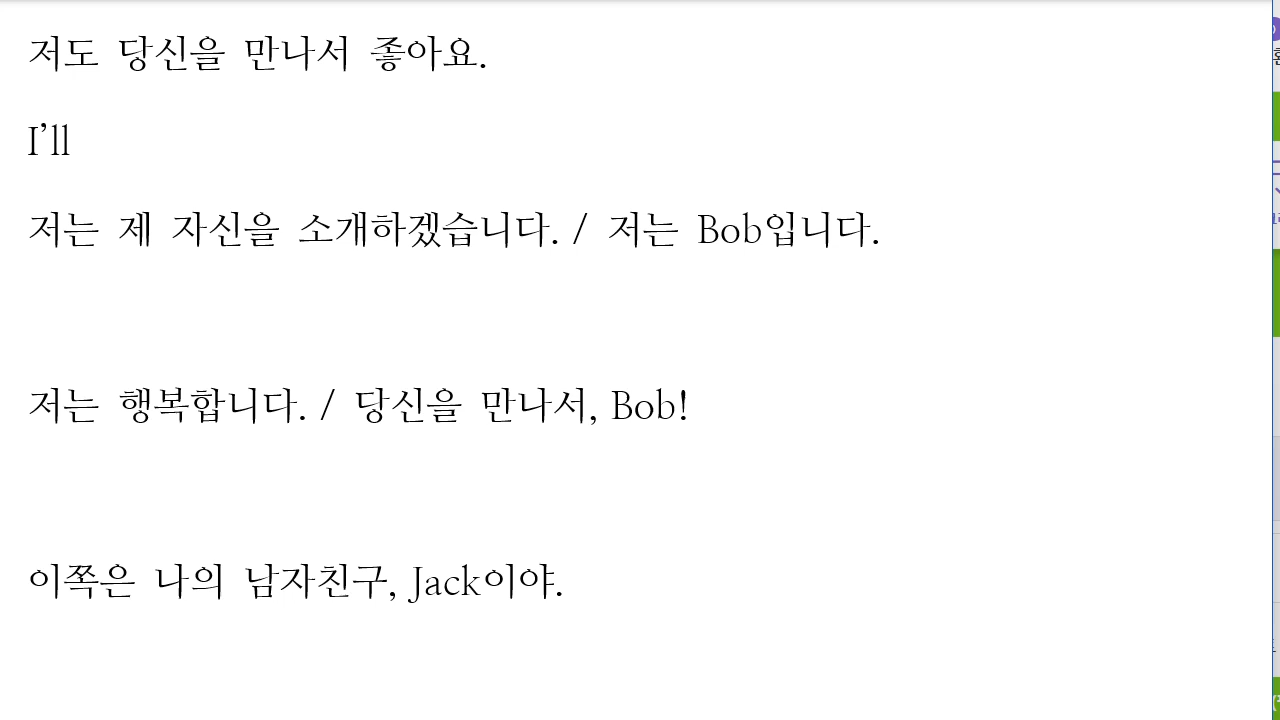 저도 당신을 만나서 좋아요.
I’ll
저는 제 자신을 소개하겠습니다. / 저는 Bob입니다.
저는 행복합니다. / 당신을 만나서, Bob!
이쪽은 나의 남자친구, Jack이야.